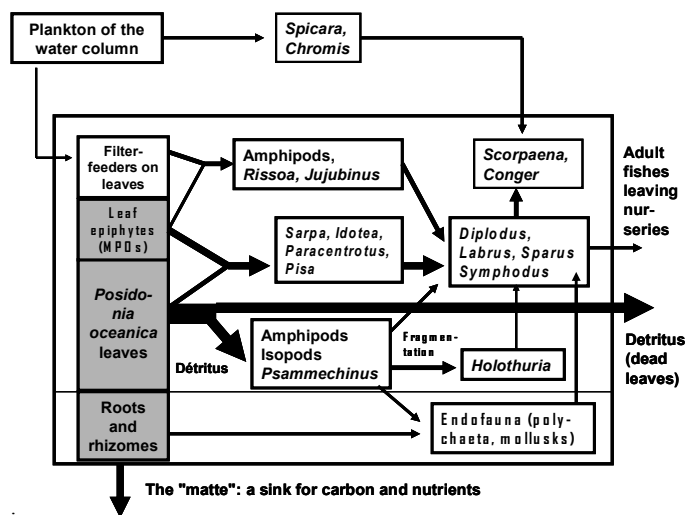 Plankton of the
water column
Spicara,
Chromis
Filter-
feeders on
leaves
Amphipods,
Rissoa, Jujubinus
Scorpaena,
Conger
Adult
fishes
leaving
nur-
series
Leaf
epiphytes
(MPOs)
Sarpa, Idotea,
Paracentrotus,
Pisa
Diplodus,
Labrus, Sparus
Symphodus
Posido-
nia
oceanica
leaves
Détritus
Amphipods
Isopods
Psammechinus
Fragmen-
tation
Holothuria
Detritus
(dead
leaves)
Roots
and
rhizomes
Endofauna (poly-
chaeta, mollusks)
The "matte": a sink for carbon and nutrients